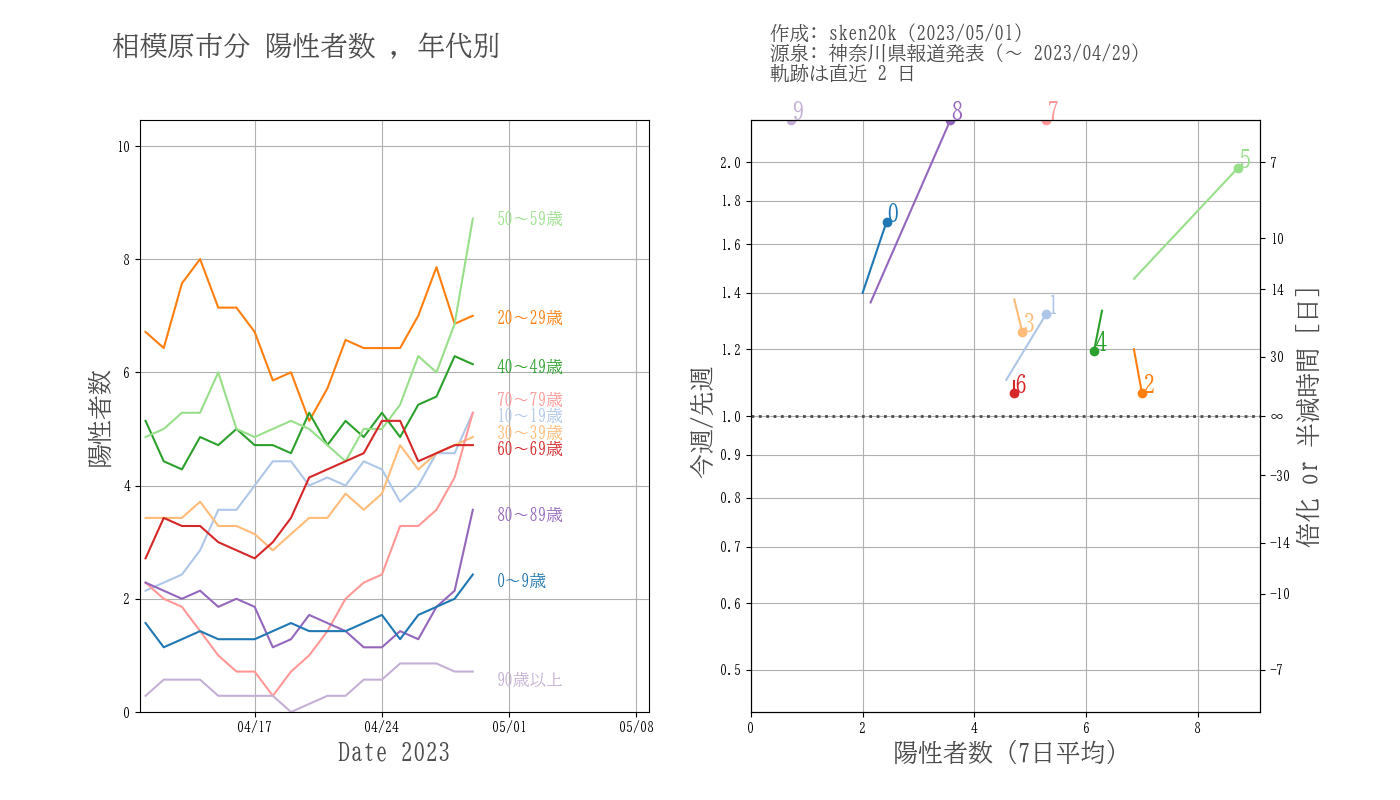 相模原市分 陽性者数 , 年代別
作成: sken20k (2023/05/01)
源泉: 神奈川県報道発表 (～ 2023/04/29)
軌跡は直近 2 日
陽性者数
10
8
6
4
2
0
04/17
04/24
05/01
05/08
Date 2023
50～59歳
20～29歳
40～49歳
70～79歳
10～19歳
30～39歳
60～69歳
80～89歳
0～9歳
90歳以上
今週/先週
2.0
1.8
1.6
1.4
1.2
1.0
0.9
0.8
0.7
0.6
0.5
9
8
7
5
0
1
3
4
6
2
0
2
4
6
8
陽性者数 (7日平均)
7
10
14
30
∞
-30
-14
-10
-7
倍化 or 半減時間 [日]